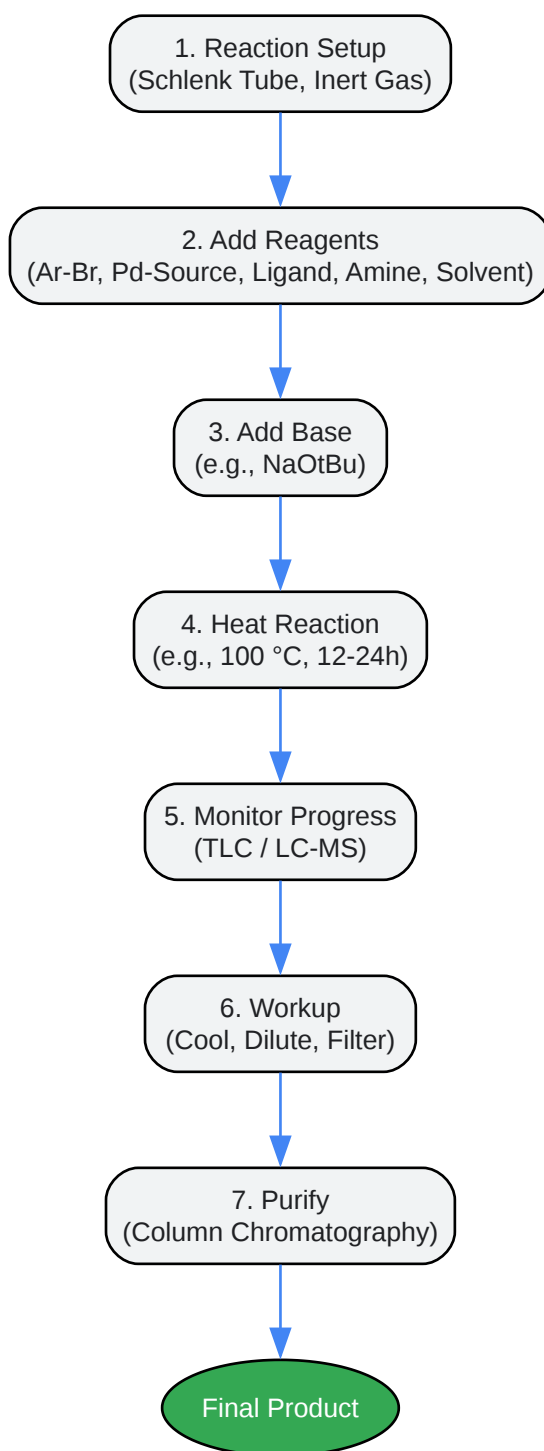 1. Reaction Setup
(Schlenk Tube, Inert Gas)
2. Add Reagents
(Ar-Br, Pd-Source, Ligand, Amine, Solvent)
3. Add Base
(e.g., NaOtBu)
4. Heat Reaction
(e.g., 100 °C, 12-24h)
5. Monitor Progress
(TLC / LC-MS)
6. Workup
(Cool, Dilute, Filter)
7. Purify
(Column Chromatography)
Final Product